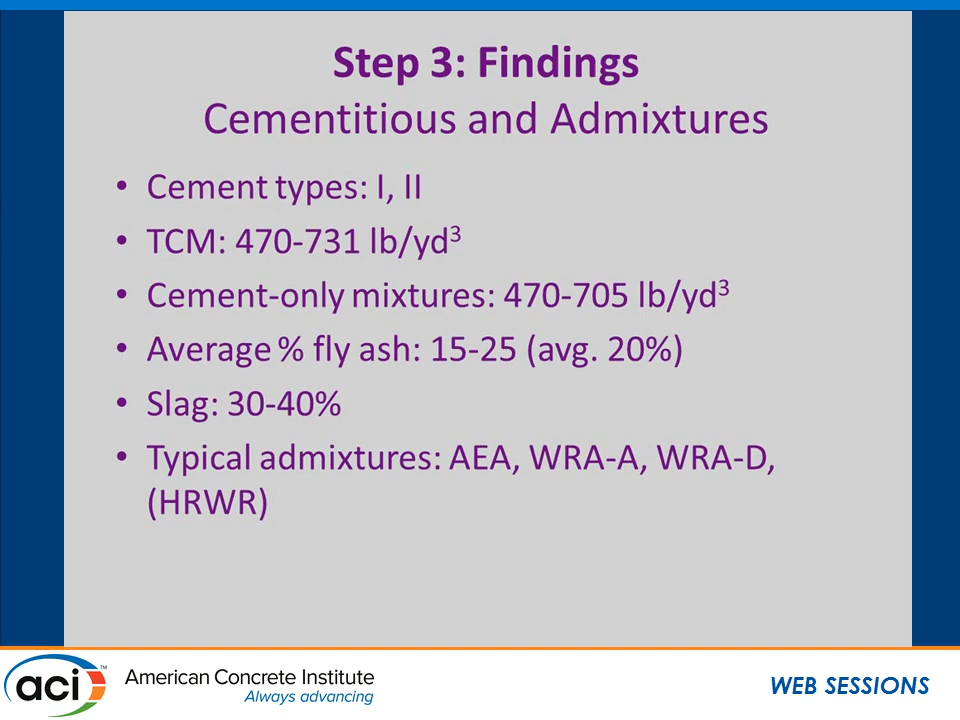 Step 3: Findings
Cementitious and Admixtures
• Cement types: I, II
• TCM: 470-731 lb/yd³
• Cement-only mixtures: 470-705 lb/yd³
• Average % fly ash: 15-25 (avg. 20%)
• Slag: 30-40%
• Typical admixtures: AEA, WRA-A, WRA-D,
(HRWR)
aci™
American Concrete Institute
Always advancing
WEB SESSIONS